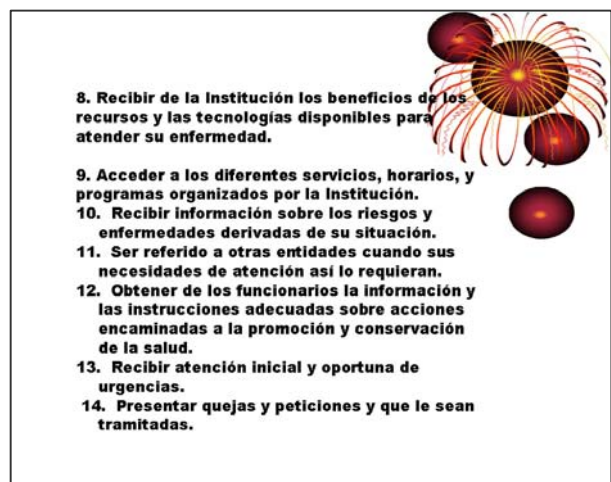 8. Recibir de la Institución los beneficios de los
recursos y las tecnologías disponibles para
atender su enfermedad.
9. Acceder a los diferentes servicios, horarios, y
programas organizados por la Institución.
10. Recibir información sobre los riesgos y
enfermedades derivadas de su situación.
11. Ser referido a otras entidades cuando sus
necesidades de atención así lo requieran.
12. Obtener de los funcionarios la información y
las instrucciones adecuadas sobre acciones
encaminadas a la promoción y conservación
de la salud.
13. Recibir atención inicial y oportuna de
urgencias.
14. Presentar quejas y peticiones y que le sean
tramitadas.